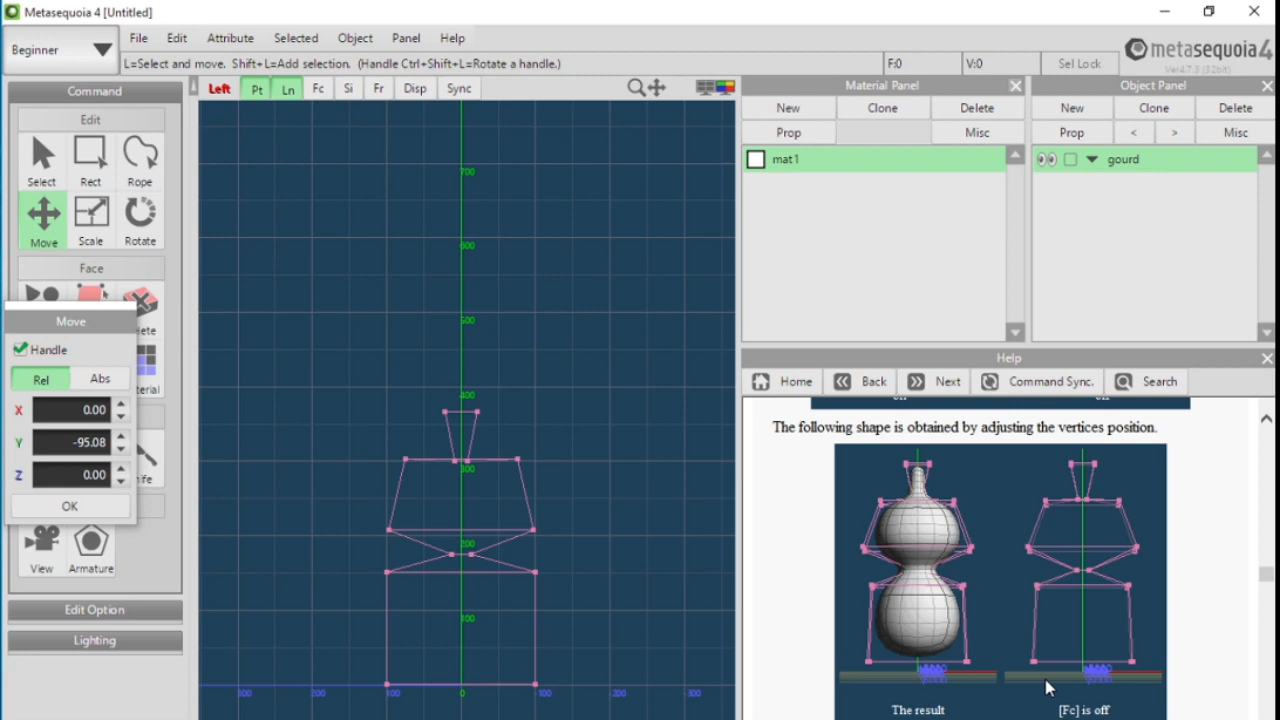 Metasequoia 4 [Untitled]
Beginner
File Edit Attribute Selected Object Panel Help
L=Select and move. Shift+L=Add selection. (Handle Ctrl+Shift+L=Rotate a handle.)
F:0 V:0 Sel Lock
metasequoia4
Ver4.7.3 (32bit)
Command
Edit
Select Rect Rope
Move Scale Rotate
Face
Move
Handle
Rel Abs
X 0.00
Y -95.08
Z 0.00
OK
View Armature
Edit Option
Lighting
Left Pt Ln Fc Si Fr Disp Sync
700
600
500
400
300
200
100
300 200 100 0 -100 -200 -300
Material Panel
New Clone Delete
Prop Misc
mat1
Object Panel
New Clone Delete
Prop < > Misc
gourd
Help
Home Back Next Command Sync. Search
The following shape is obtained by adjusting the vertices position.
The result [Fc] is off